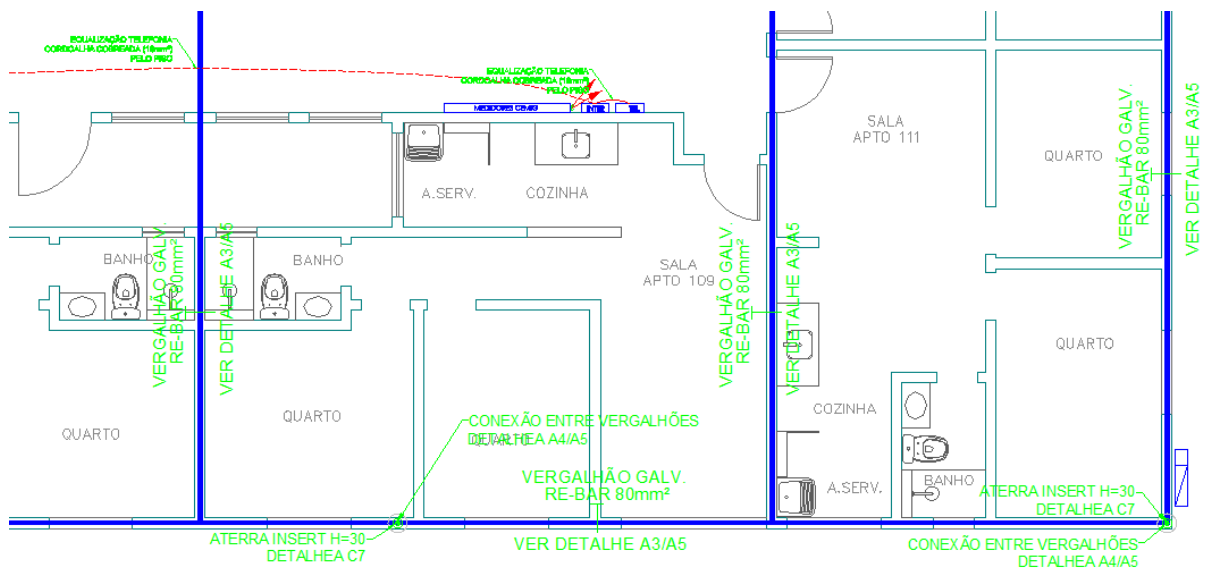 EQUALIZAÇÃO TELEFONIA
CORDOALHA COBREADA (16mm²)
PELO PISO
EQUALIZAÇÃO TELEFONIA
CORDOALHA COBREADA (16mm²)
PELO PISO
MEDIDORES CEMIG
INTER
TEL.
SALA
APTO 111
QUARTO
VERGALHÃO GALV.
RE-BAR 80mm²
VER DETALHE A3/A5
A.SERV.
COZINHA
BANHO
BANHO
VERGALHÃO GALV.
RE-BAR 80mm²
VER DETALHE A3/A5
SALA
APTO 109
VERGALHÃO GALV.
RE-BAR 80mm²
VER DETALHE A3/A5
QUARTO
QUARTO
QUARTO
CONEXÃO ENTRE VERGALHÕES
DETALHEA A4/A5
QUARTO
COZINHA
VERGALHÃO GALV.
RE-BAR 80mm²
A.SERV.
BANHO
ATERRA INSERT H=30
DETALHEA C7
ATERRA INSERT H=30
DETALHEA C7
VER DETALHE A3/A5
CONEXÃO ENTRE VERGALHÕES
DETALHEA A4/A5